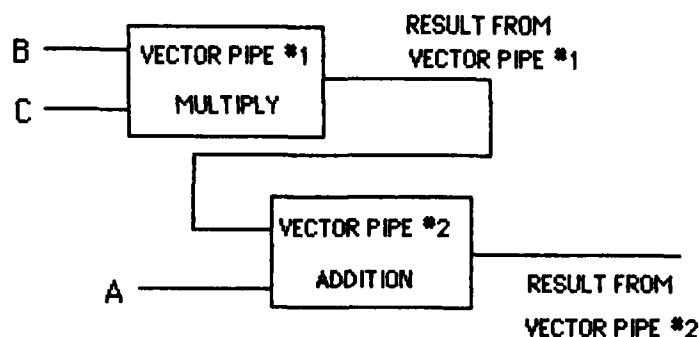 B
C
VECTOR PIPE #1
MULTIPLY
RESULT FROM
VECTOR PIPE #1
VECTOR PIPE #2
ADDITION
A
RESULT FROM
VECTOR PIPE #2